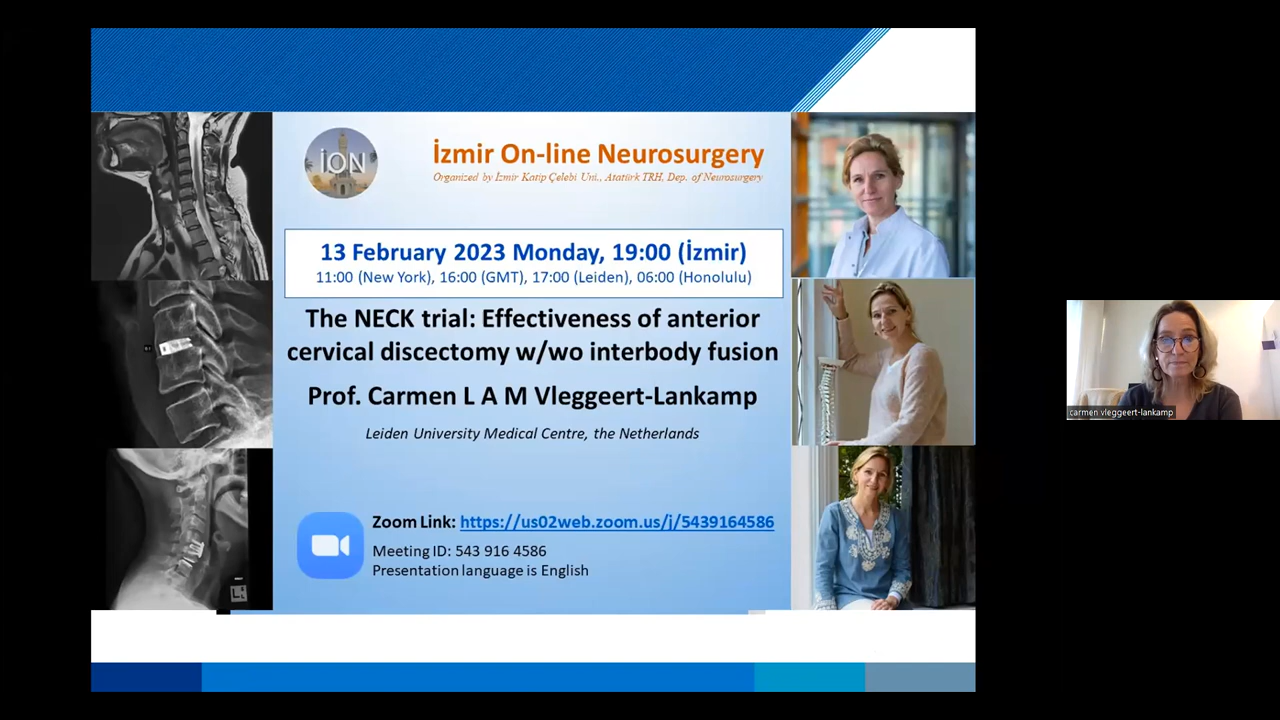 iON
İzmir On-line Neurosurgery
Organized by İzmir Katip Çelebi Uni., Atatürk TRH, Dep. of Neurosurgery
13 February 2023 Monday, 19:00 (İzmir)
11:00 (New York), 16:00 (GMT), 17:00 (Leiden), 06:00 (Honolulu)
The NECK trial: Effectiveness of anterior
cervical discectomy w/wo interbody fusion
Prof. Carmen L A M Vleggeert-Lankamp
Leiden University Medical Centre, the Netherlands
Zoom Link: https://us02web.zoom.us/j/5439164586
Meeting ID: 543 916 4586
Presentation language is English
carmen vleggeert-lankamp